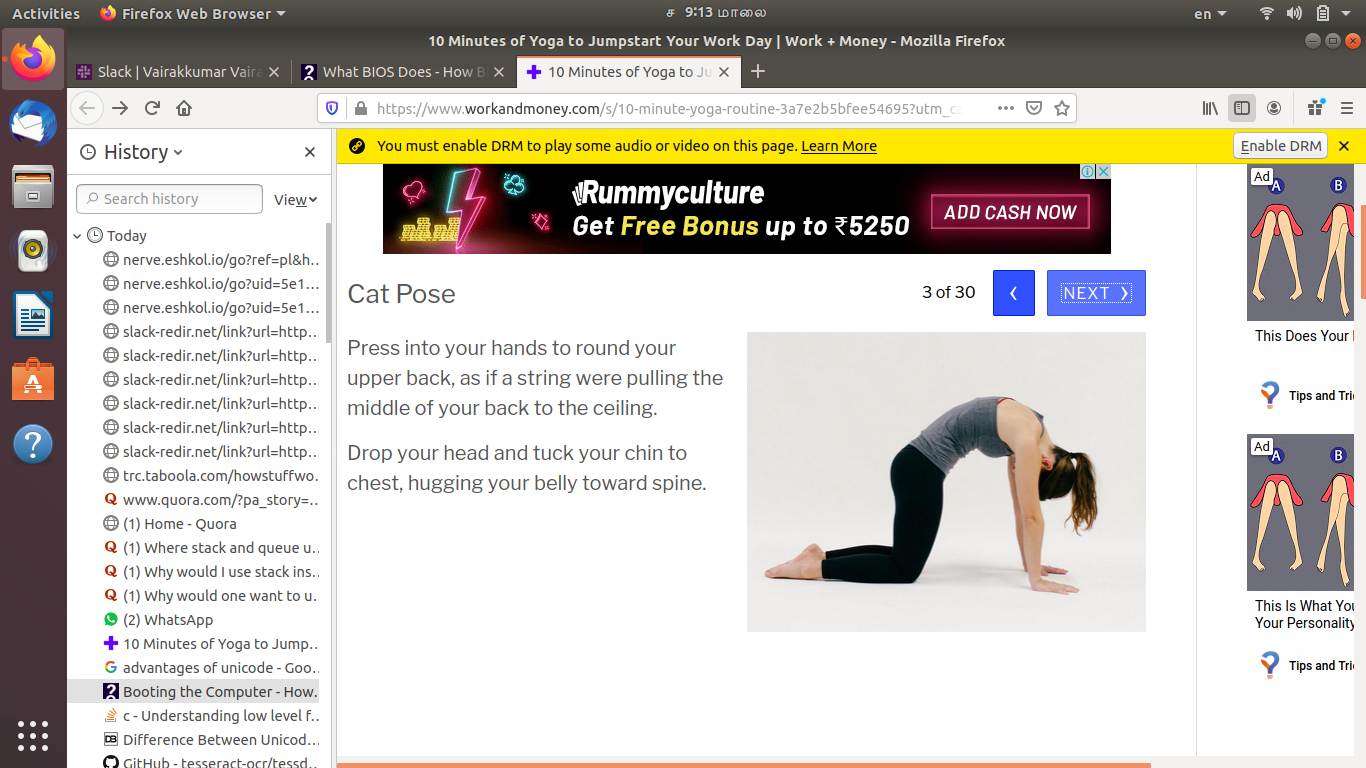 Activities
Firefox Web Browser
ச 9:13 மாலை
en
10 Minutes of Yoga to Jumpstart Your Work Day | Work + Money - Mozilla Firefox
Slack | Vairakkumar Vaira
What BIOS Does - How B
10 Minutes of Yoga to Ju
https://www.workandmoney.com/s/10-minute-yoga-routine-3a7e2b5bfee54695?utm_ca
History
Search history
View
Today
nerve.eshkol.io/go?ref=pl&h…
nerve.eshkol.io/go?uid=5e1…
nerve.eshkol.io/go?uid=5e1…
slack-redir.net/link?url=http…
slack-redir.net/link?url=http…
slack-redir.net/link?url=http…
slack-redir.net/link?url=http…
slack-redir.net/link?url=http…
slack-redir.net/link?url=http…
trc.taboola.com/howstuffwo…
www.quora.com/?pa_story=…
(1) Home - Quora
(1) Where stack and queue u…
(1) Why would I use stack ins…
(1) Why would one want to u…
(2) WhatsApp
10 Minutes of Yoga to Jump…
advantages of unicode - Goo…
Booting the Computer - How…
c - Understanding low level f…
DB Difference Between Unicod…
GitHub - tesseract-ocr/tessd…
You must enable DRM to play some audio or video on this page. Learn More
Enable DRM
Rummyculture
Get Free Bonus up to ₹5250
ADD CASH NOW
Cat Pose
3 of 30
NEXT
Press into your hands to round your
upper back, as if a string were pulling the
middle of your back to the ceiling.
Drop your head and tuck your chin to
chest, hugging your belly toward spine.
Ad
A B
This Does Your
Tips and Tric
Ad
A B
This Is What You
Your Personality
Tips and Tric